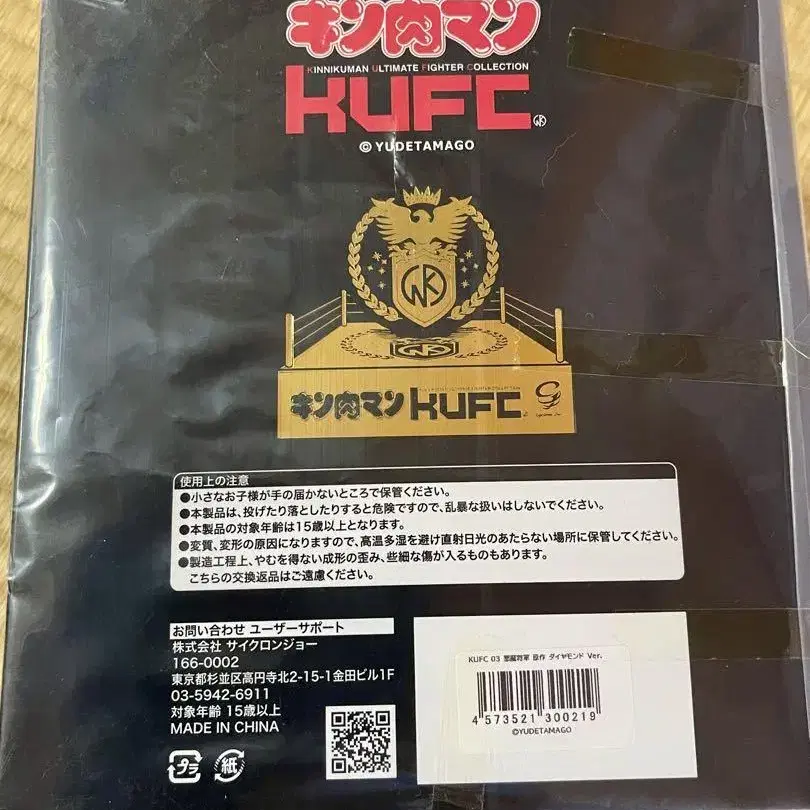 キン肉マン
KINNIKUMAN ULTIMATE FIGHTER COLLECTION
KUFC
©YUDETAMAGO
キン肉マン KUFC
使用上の注意
●小さなお子様が手の届かないところで保管ください。
●本製品は、投げたり落としたりすると危険ですので、乱暴な扱いはしないでください。
●本製品の対象年齢は15歳以上となります。
●変質、変形の原因になりますので、高温多湿を避け直射日光のあたらない場所に保管してください。
●製造工程上、やむを得ない成形の歪み、些細な傷が入るものもあります。
こちらの交換返品はご遠慮ください。
お問い合わせ ユーザーサポート
株式会社 サイクロンジョー
166-0002
東京都杉並区高円寺北2-15-1金田ビル1F
03-5942-6911
対象年齢 15歳以上
MADE IN CHINA
プラ
紙
KUFC 03 悪魔将軍 原作 ダイヤモンド Ver.
4 573521 300219
©YUDETAMAGO